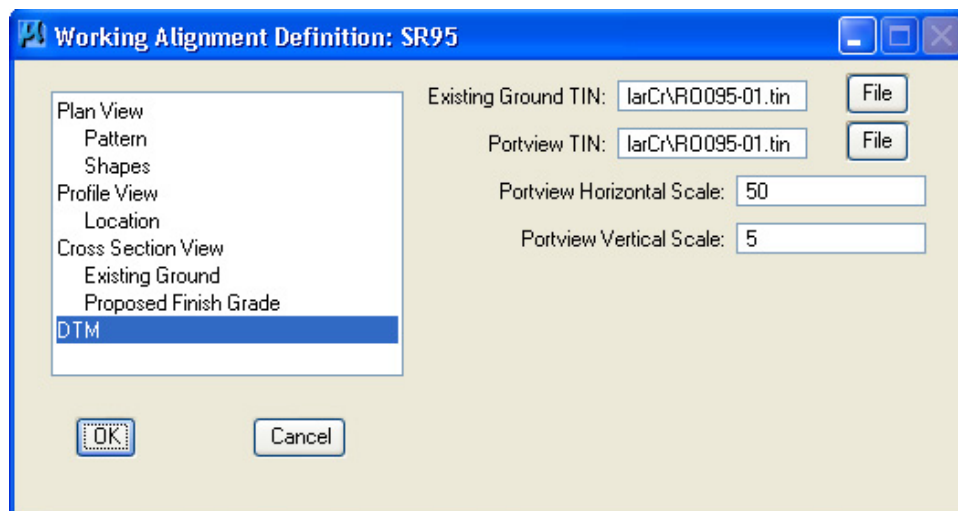 Working Alignment Definition: SR95
Plan View
Pattern
Shapes
Profile View
Location
Cross Section View
Existing Ground
Proposed Finish Grade
DTM
Existing Ground TIN: larCr\RO095-01.tin File
Portview TIN: larCr\RO095-01.tin File
Portview Horizontal Scale: 50
Portview Vertical Scale: 5
OK Cancel